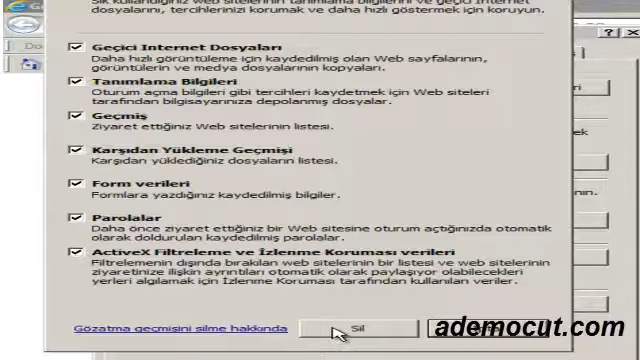 Sık kullandığınız Web sitelerinin tanımlama bilgilerini ve geçici Internet
dosyalarını, tercihlerinizi korumak ve daha hızlı göstermek için koruyun.
Geçici Internet Dosyaları
Daha hızlı görüntüleme için kaydedilmiş olan Web sayfalarının,
görüntülerin ve medya dosyalarının kopyaları.
Tanımlama Bilgileri
Oturum açma bilgileri gibi tercihleri kaydetmek için Web siteleri
tarafından bilgisayarınıza depolanmış dosyalar.
Geçmiş
Ziyaret ettiğiniz Web sitelerinin listesi.
Karşıdan Yükleme Geçmişi
Karşıdan yüklediğiniz dosyaların listesi.
Form verileri
Formlara yazdığınız kaydedilmiş bilgiler.
Parolalar
Daha önce ziyaret ettiğiniz bir Web sitesine oturum açtığınızda otomatik
olarak doldurulan kaydedilmiş parolalar.
ActiveX Filtreleme ve İzlenme Koruması verileri
Filtrelemenin dışında bırakılan web sitelerinin bir listesi ve web sitelerinin
ziyaretinize ilişkin ayrıntıları otomatik olarak paylaşıyor olabilecekleri
yerleri algılamak için İzlenme Koruması tarafından kullanılan veriler.
Gözatma geçmişini silme hakkında
Sil
ademocut.com